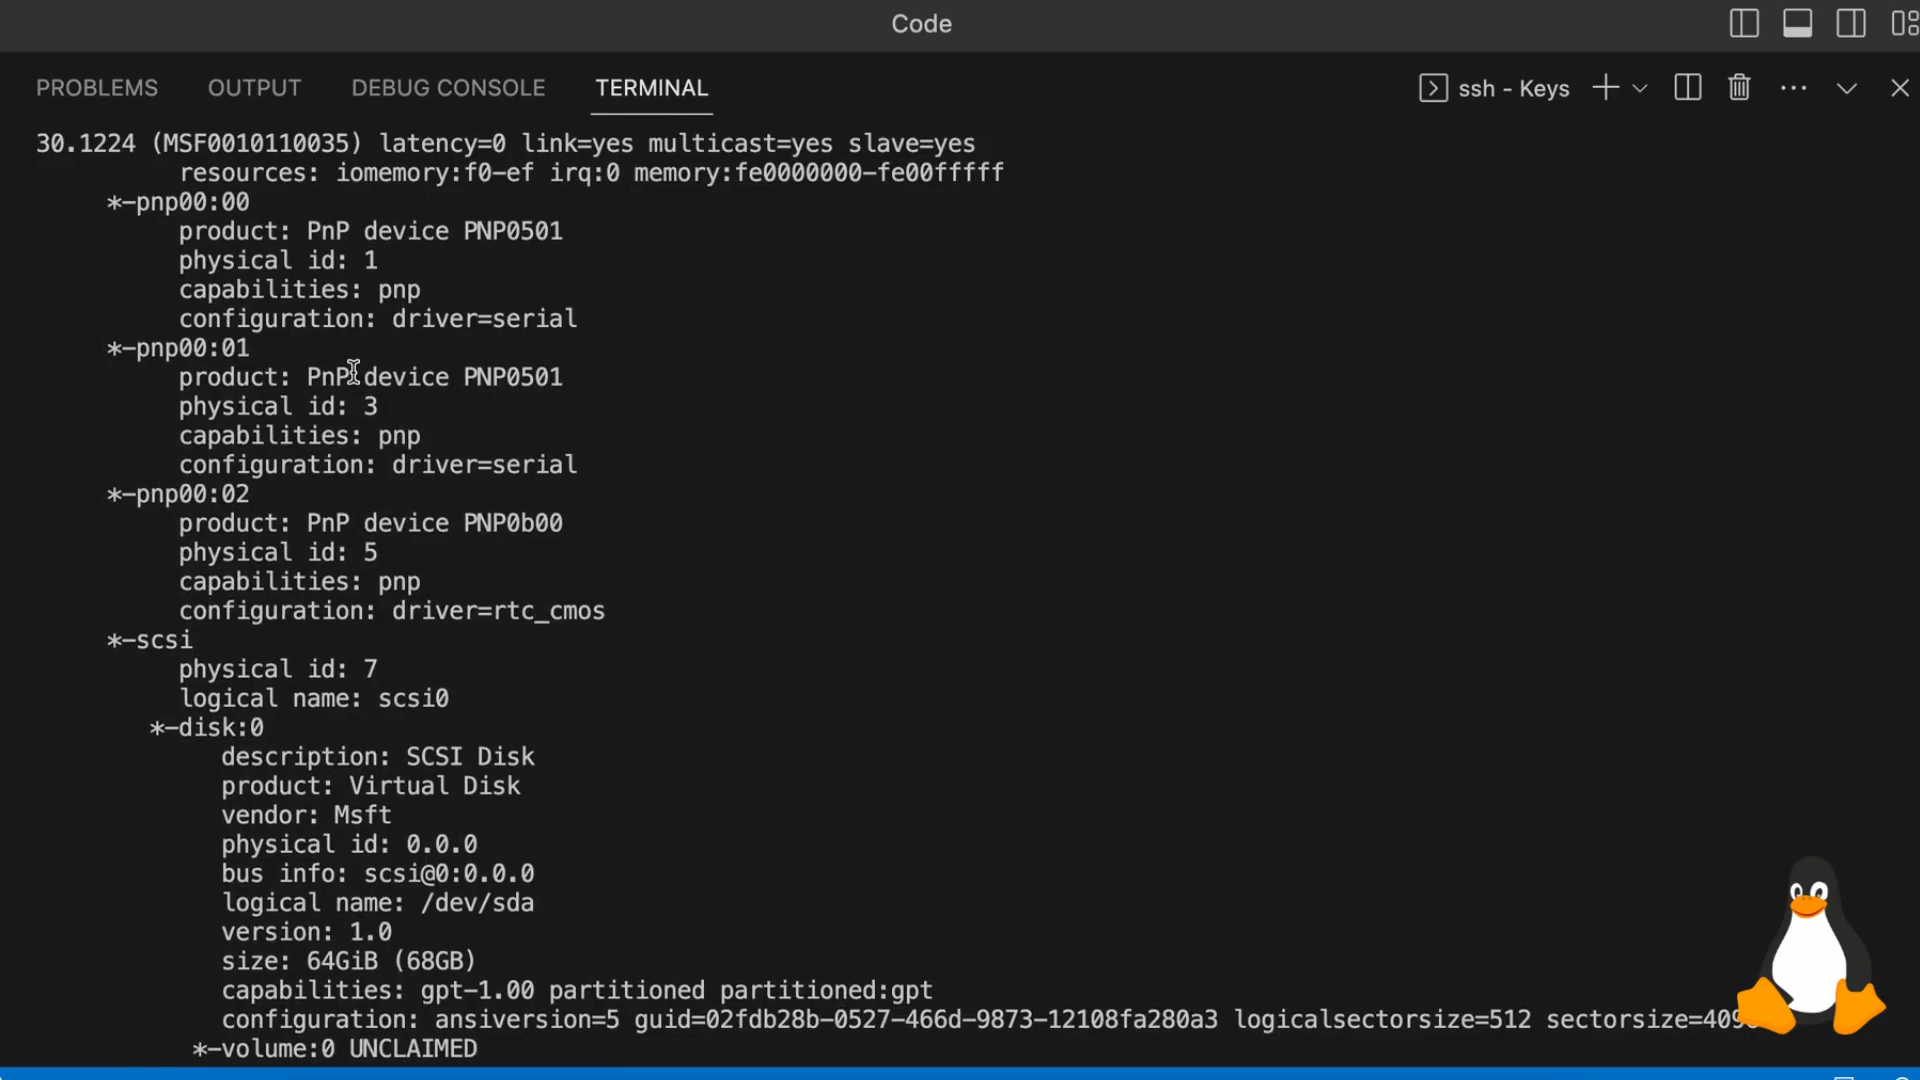 Code
PROBLEMS OUTPUT DEBUG CONSOLE TERMINAL ssh - Keys
30.1224 (MSF0010110035) latency=0 link=yes multicast=yes slave=yes
resources: iomemory:f0-ef irq:0 memory:fe0000000-fe00fffff
*-pnp00:00
product: PnP device PNP0501
physical id: 1
capabilities: pnp
configuration: driver=serial
*-pnp00:01
product: PnP device PNP0501
physical id: 3
capabilities: pnp
configuration: driver=serial
*-pnp00:02
product: PnP device PNP0b00
physical id: 5
capabilities: pnp
configuration: driver=rtc_cmos
*-scsi
physical id: 7
logical name: scsi0
*-disk:0
description: SCSI Disk
product: Virtual Disk
vendor: Msft
physical id: 0.0.0
bus info: scsi@0:0.0.0
logical name: /dev/sda
version: 1.0
size: 64GiB (68GB)
capabilities: gpt-1.00 partitioned partitioned:gpt
configuration: ansiversion=5 guid=02fdb28b-0527-466d-9873-12108fa280a3 logicalsectorsize=512
*-volume:0 UNCLAIMED